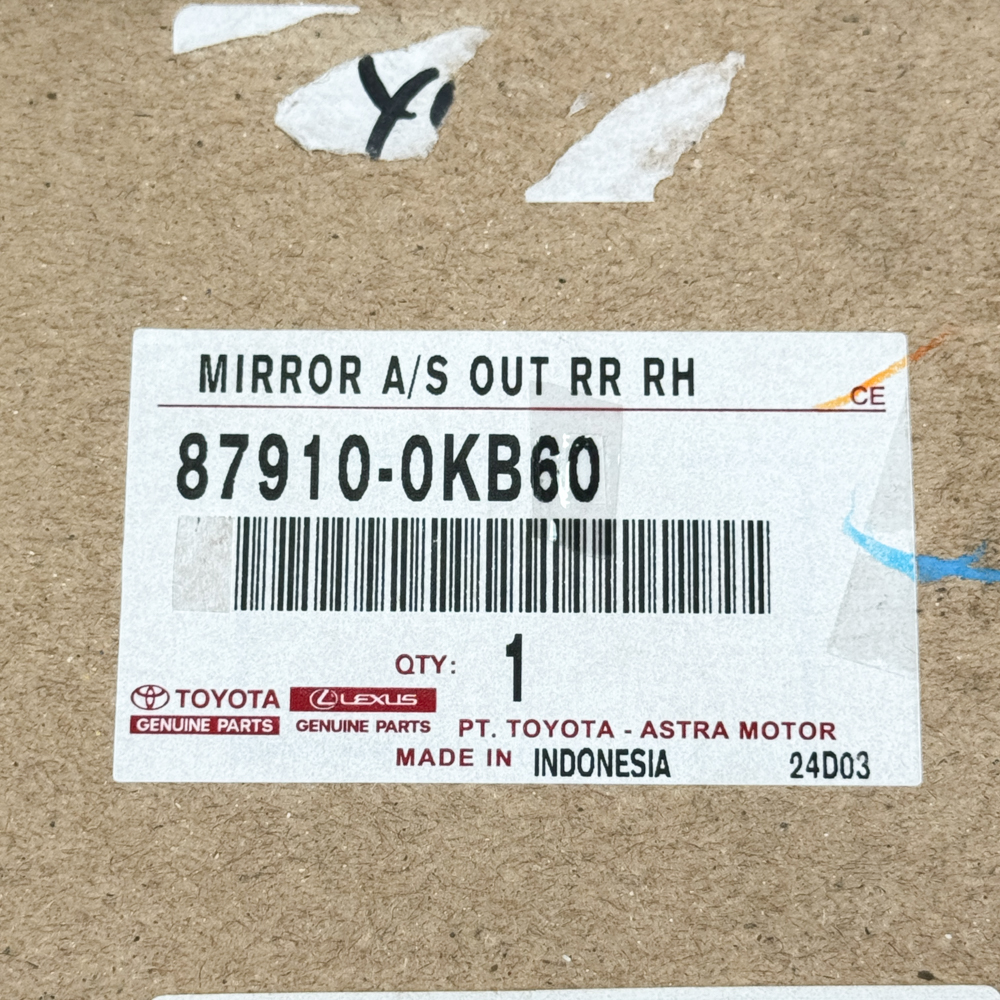 MIRROR A/S OUT RR RH
CE
87910-0KB60
QTY: 1
TOYOTA LEXUS
GENUINE PARTS GENUINE PARTS
PT. TOYOTA - ASTRA MOTOR
MADE IN INDONESIA 24D03